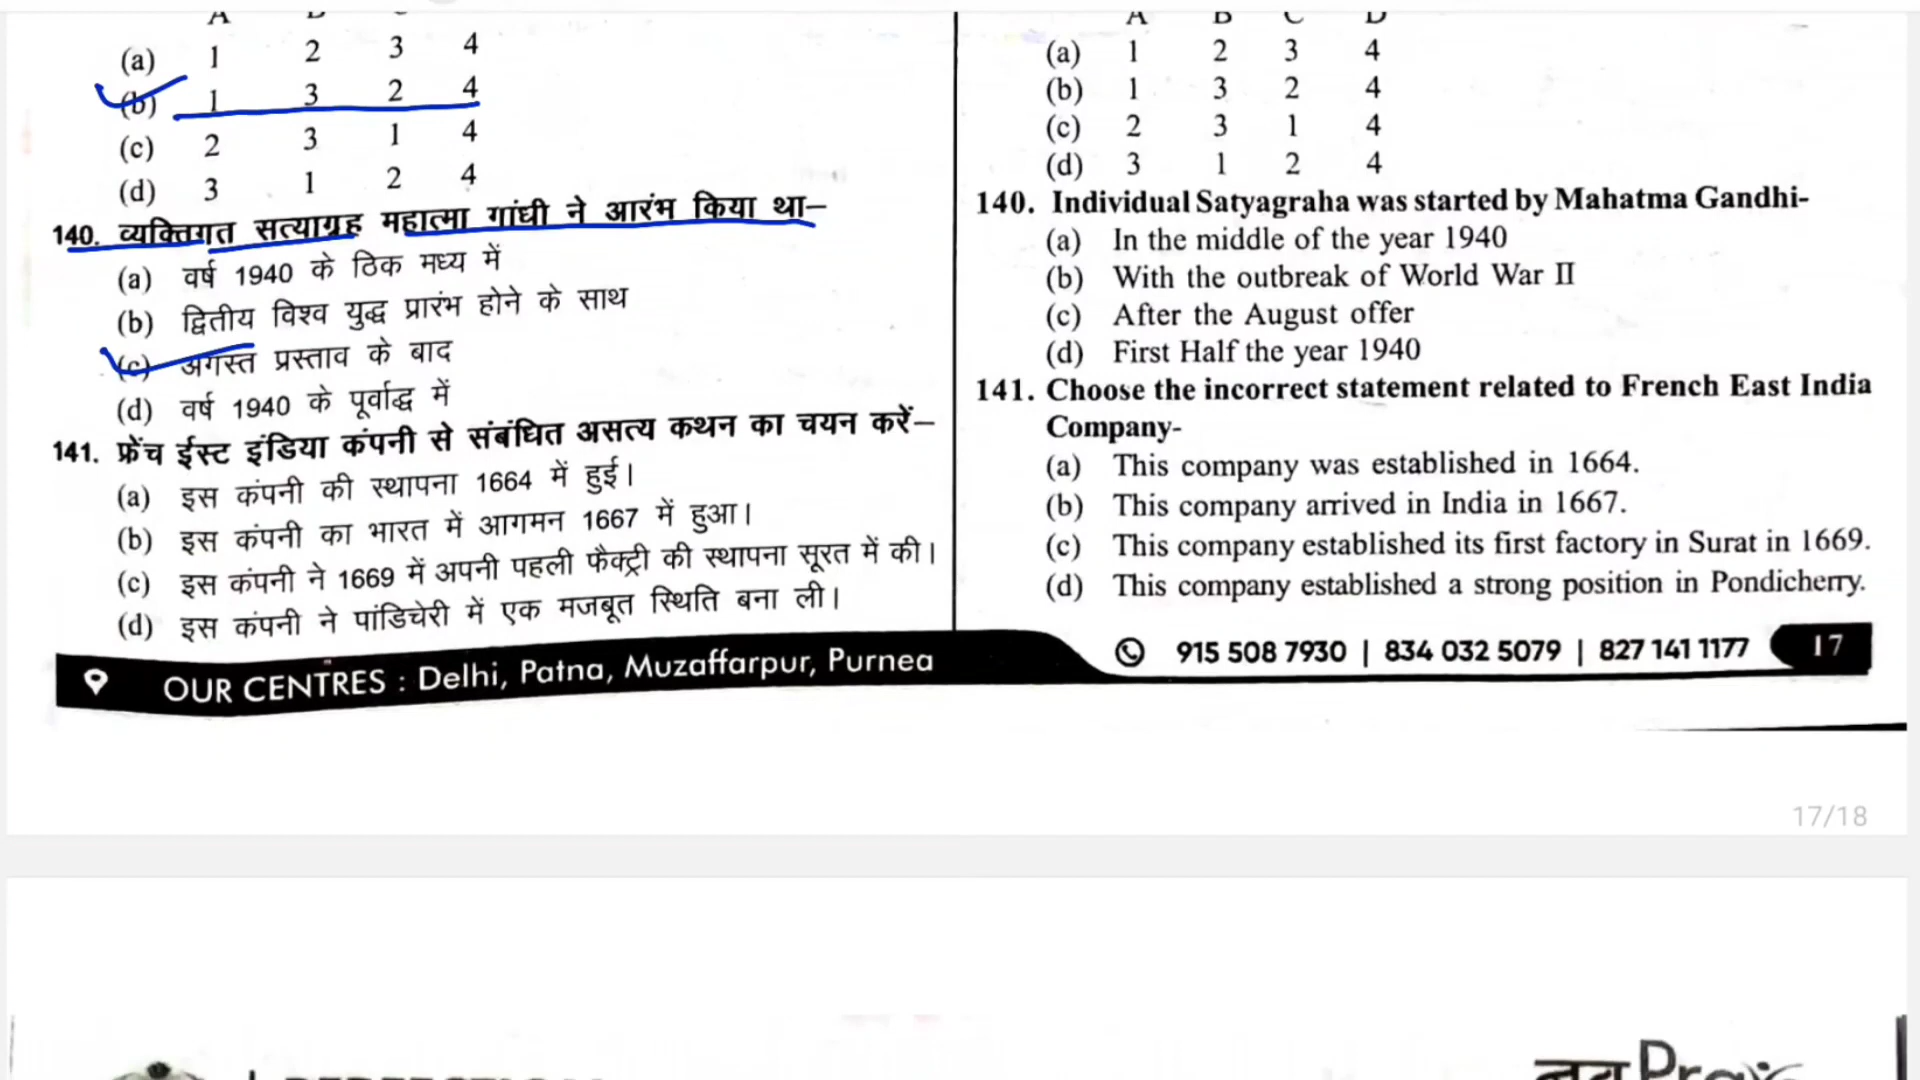 (a) 1 2 3 4
(b) 1 3 2 4
(c) 2 3 1 4
(d) 3 1 2 4
140. व्यक्तिगत सत्याग्रह महात्मा गांधी ने आरंभ किया था–
(a) वर्ष 1940 के ठिक मध्य में
(b) द्वितीय विश्व युद्ध प्रारंभ होने के साथ
(c) अगस्त प्रस्ताव के बाद
(d) वर्ष 1940 के पूर्वाद्ध में
141. फ्रेंच ईस्ट इंडिया कंपनी से संबंधित असत्य कथन का चयन करें–
(a) इस कंपनी की स्थापना 1664 में हुई।
(b) इस कंपनी का भारत में आगमन 1667 में हुआ।
(c) इस कंपनी ने 1669 में अपनी पहली फैक्ट्री की स्थापना सूरत में की।
(d) इस कंपनी ने पांडिचेरी में एक मजबूत स्थिति बना ली।
A B C D
(a) 1 2 3 4
(b) 1 3 2 4
(c) 2 3 1 4
(d) 3 1 2 4
140. Individual Satyagraha was started by Mahatma Gandhi-
(a) In the middle of the year 1940
(b) With the outbreak of World War II
(c) After the August offer
(d) First Half the year 1940
141. Choose the incorrect statement related to French East India
Company-
(a) This company was established in 1664.
(b) This company arrived in India in 1667.
(c) This company established its first factory in Surat in 1669.
(d) This company established a strong position in Pondicherry.
OUR CENTRES : Delhi, Patna, Muzaffarpur, Purnea
915 508 7930 | 834 032 5079 | 827 141 1177 17
17/18